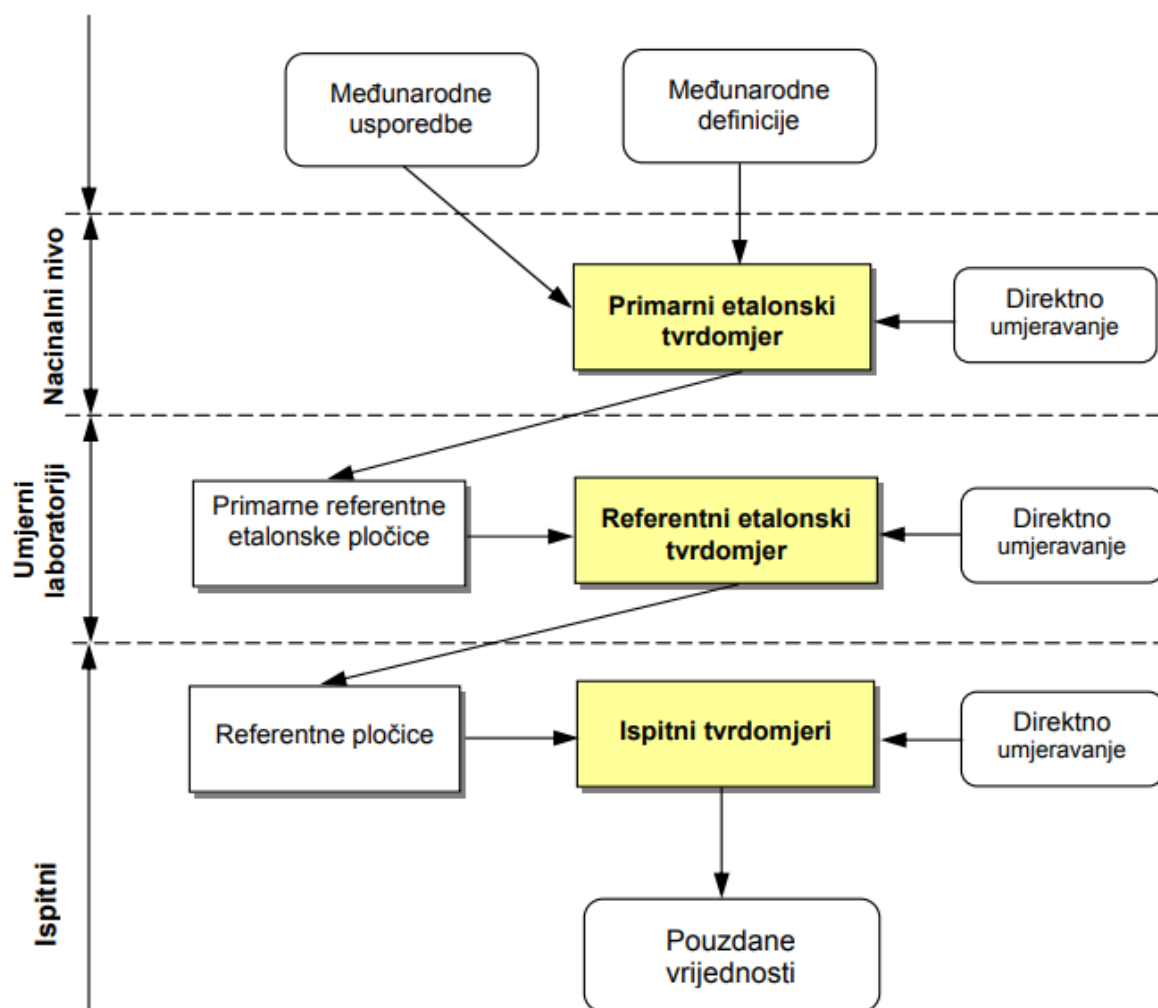 Međunarodne
usporedbe
Međunarodne
definicije
Nacinalni nivo
Primarni etalonski
tvrdomjer
Direktno
umjeravanje
Umjerni
laboratoriji
Primarne referentne
etalonske pločice
Referentni etalonski
tvrdomjer
Direktno
umjeravanje
Ispitni
Referentne pločice
Ispitni tvrdomjeri
Direktno
umjeravanje
Pouzdane
vrijednosti